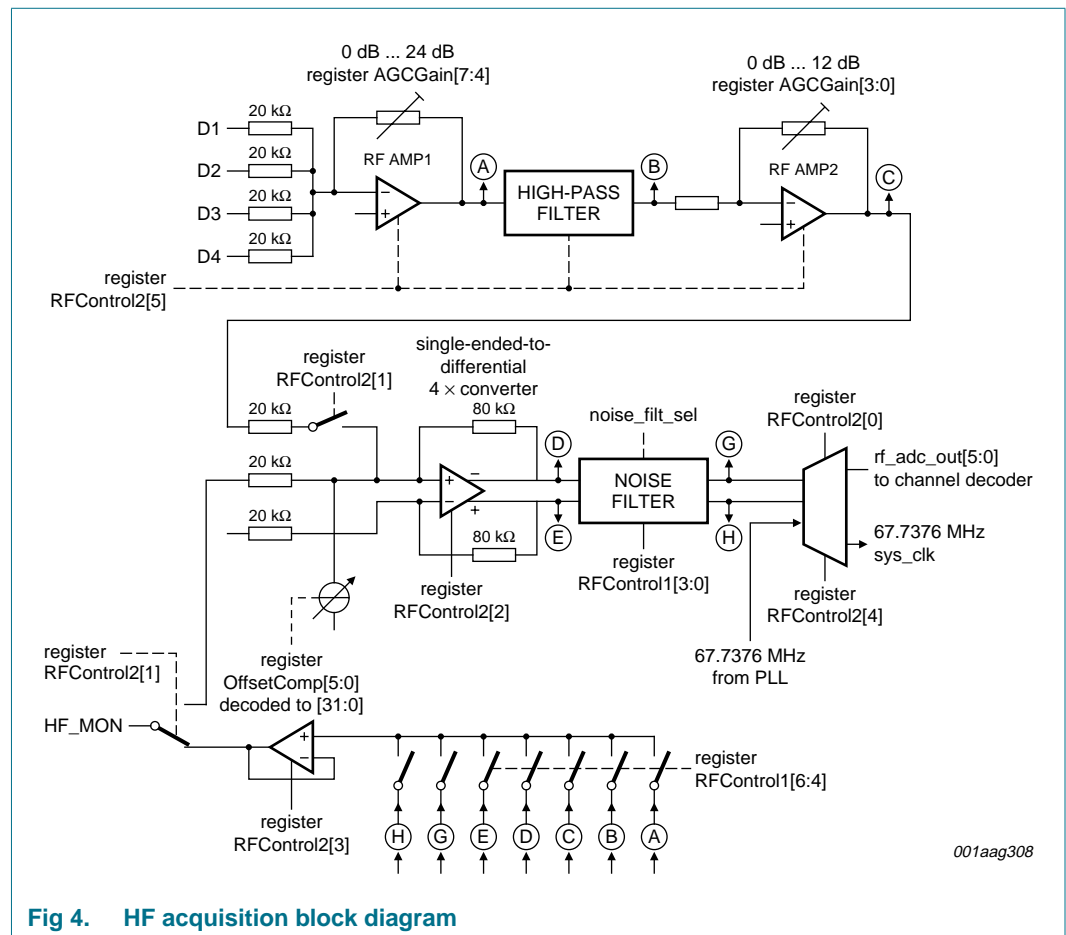 0 dB ... 24 dB
register AGCGain[7:4]
0 dB ... 12 dB
register AGCGain[3:0]
20 kΩ
D1
20 kΩ
D2
20 kΩ
D3
20 kΩ
D4
RF AMP1
−
+
A
HIGH-PASS
FILTER
B
RF AMP2
−
+
C
register
RFControl2[5]
register
RFControl2[1]
single-ended-to-
differential
4 × converter
20 kΩ
20 kΩ
20 kΩ
80 kΩ
+
−
−
+
80 kΩ
register
RFControl2[2]
D
E
noise_filt_sel
NOISE
FILTER
register
RFControl1[3:0]
G
H
register
RFControl2[0]
rf_adc_out[5:0]
to channel decoder
67.7376 MHz
sys_clk
register
RFControl2[4]
67.7376 MHz
from PLL
register
OffsetComp[5:0]
decoded to [31:0]
register
RFControl2[1]
HF_MON
+
−
register
RFControl2[3]
register
RFControl1[6:4]
H G E D C B A
001aag308
Fig 4. HF acquisition block diagram